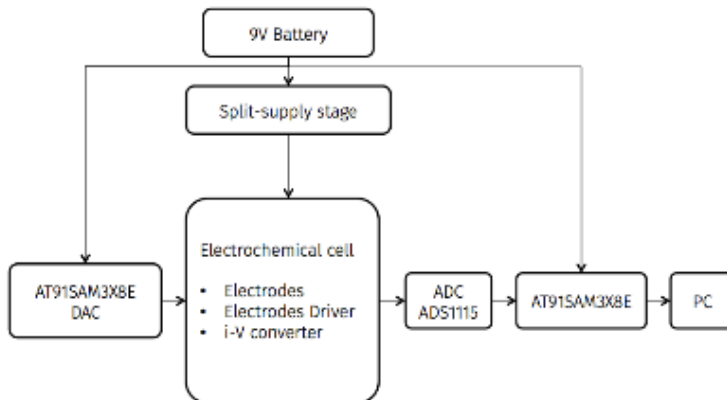 9V Battery
Split-supply stage
Electrochemical cell
• Electrodes
• Electrodes Driver
• i-V converter
AT91SAM3X8E
DAC
ADC
ADS1115
AT91SAM3X8E
PC